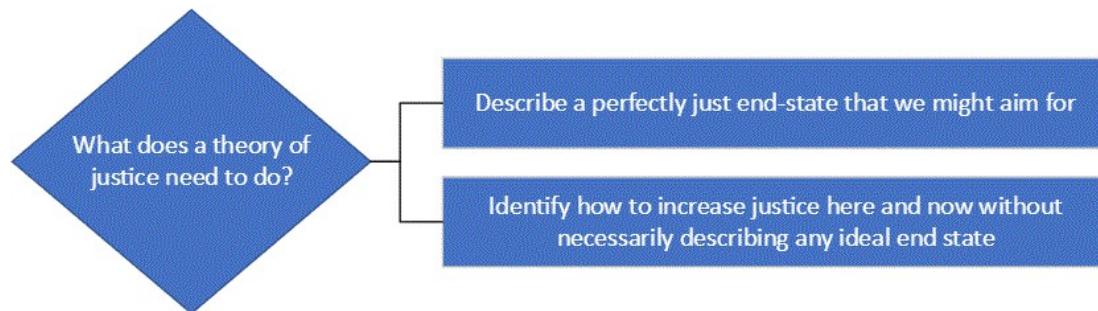 What does a theory of
justice need to do?
Describe a perfectly just end-state that we might aim for
Identify how to increase justice here and now without
necessarily describing any ideal end state